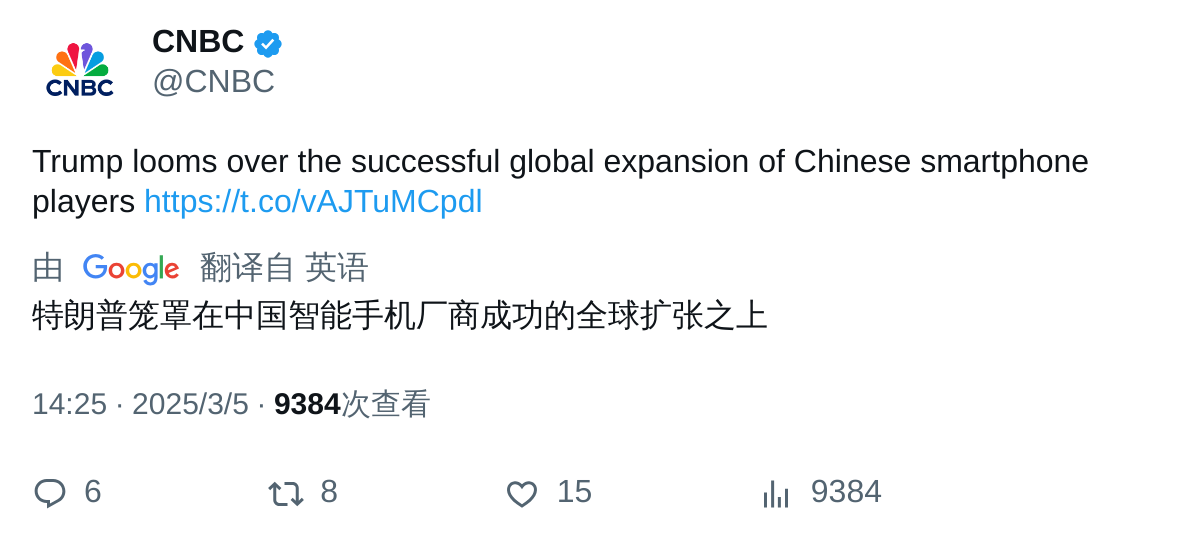 CNBC
CNBC
@CNBC
Trump looms over the successful global expansion of Chinese smartphone
players https://t.co/vAJTuMCpdl
由 Google 翻译自 英语
特朗普笼罩在中国智能手机厂商成功的全球扩张之上
14:25 · 2025/3/5 · 9384次查看
6 8 15 9384